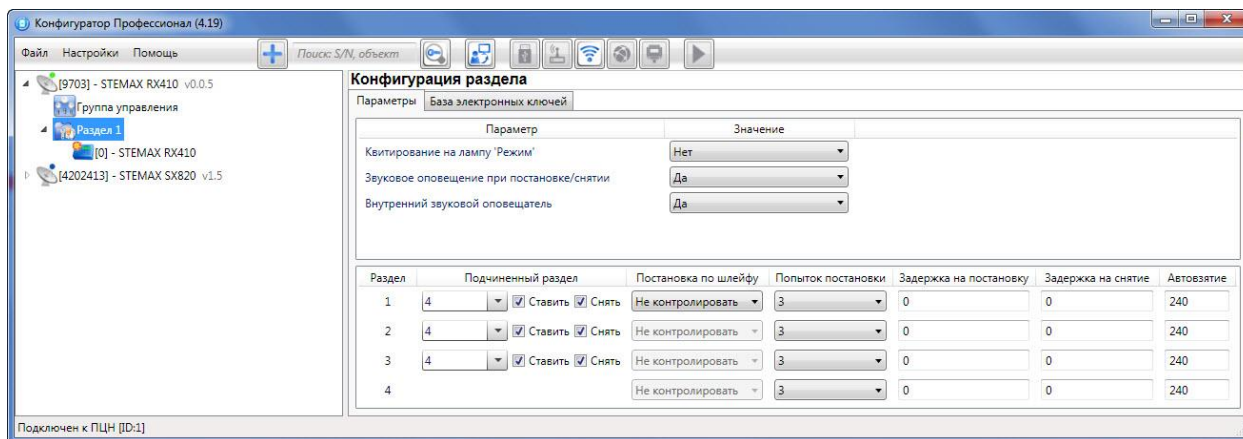 Конфигуратор Профессионал (4.19)
Файл Настройки Помощь Поиск: S/N, объект
[9703] - STEMAX RX410 v0.0.5
Группа управления
Раздел 1
[0] - STEMAX RX410
[4202413] - STEMAX SX820 v1.5
Конфигурация раздела
Параметры База электронных ключей
Параметр Значение
Квитирование на лампу 'Режим' Нет
Звуковое оповещение при постановке/снятии Да
Внутренний звуковой оповещатель Да
Раздел Подчиненный раздел Постановка по шлейфу Попыток постановки Задержка на постановку Задержка на снятие Автовзятие
1 4 Ставить Снять Не контролировать 3 0 0 240
2 4 Ставить Снять Не контролировать 3 0 0 240
3 4 Ставить Снять Не контролировать 3 0 0 240
4 Не контролировать 3 0 0 240
Подключен к ПЦН [ID:1]